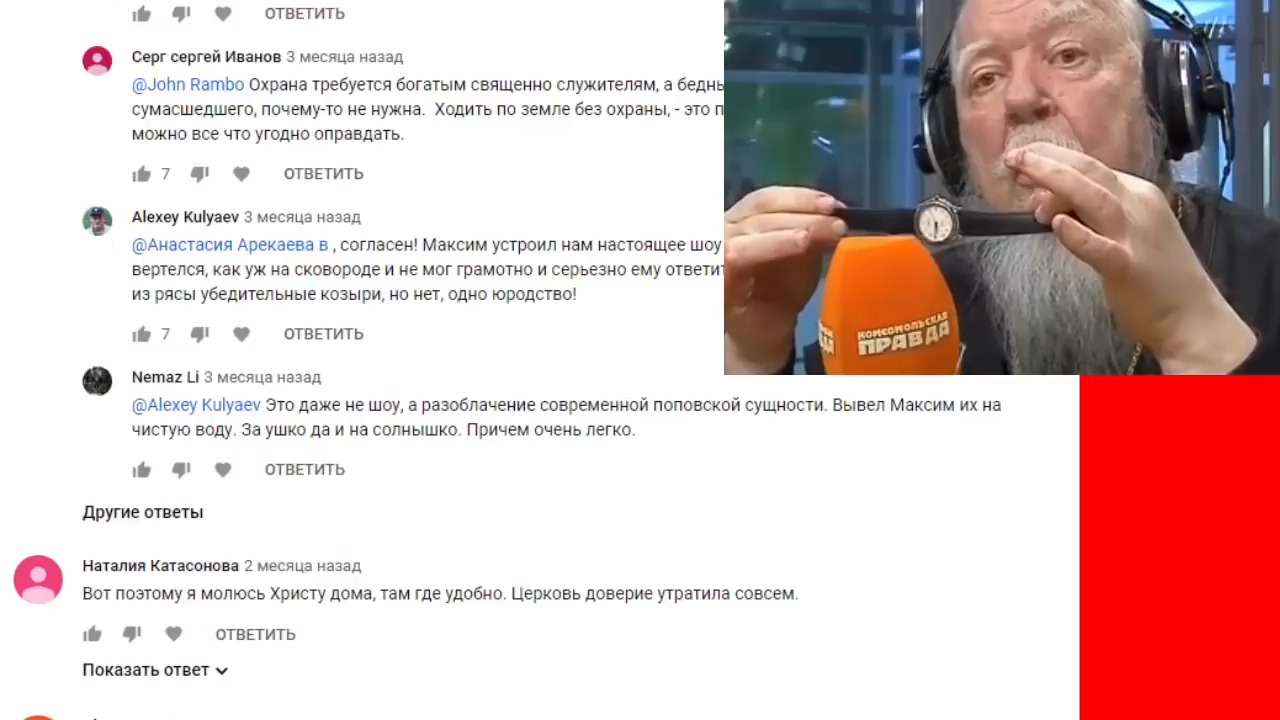 ОТВЕТИТЬ
Серг сергей Иванов 3 месяца назад
@John Rambo Охрана требуется богатым священно служителям, а
сумасшедшего, почему-то не нужна. Ходить по земле без охраны, - это
можно все что угодно оправдать.
7 ОТВЕТИТЬ
Alexey Kulyaev 3 месяца назад
@Анастасия Арекаева в , согласен! Максим устроил нам настоящее шоу
вертелся, как уж на сковороде и не мог грамотно и серьезно ему
из рясы убедительные козыри, но нет, одно юродство!
7 ОТВЕТИТЬ
КОМСОМОЛЬСКАЯ
ПРАВДА
Nemaz Li 3 месяца назад
@Alexey Kulyaev Это даже не шоу, а разоблачение современной поповской сущности. Вывел Максим их на
чистую воду. За ушко да и на солнышко. Причем очень легко.
ОТВЕТИТЬ
Другие ответы
Наталия Катасонова 2 месяца назад
Вот поэтому я молюсь Христу дома, там где удобно. Церковь доверие утратила совсем.
ОТВЕТИТЬ
Показать ответ